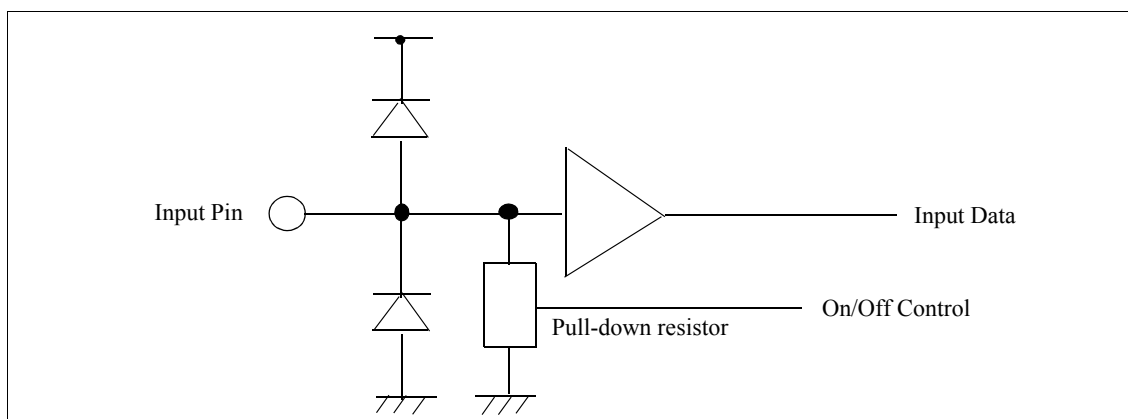 Input Pin
Input Data
On/Off Control
Pull-down resistor